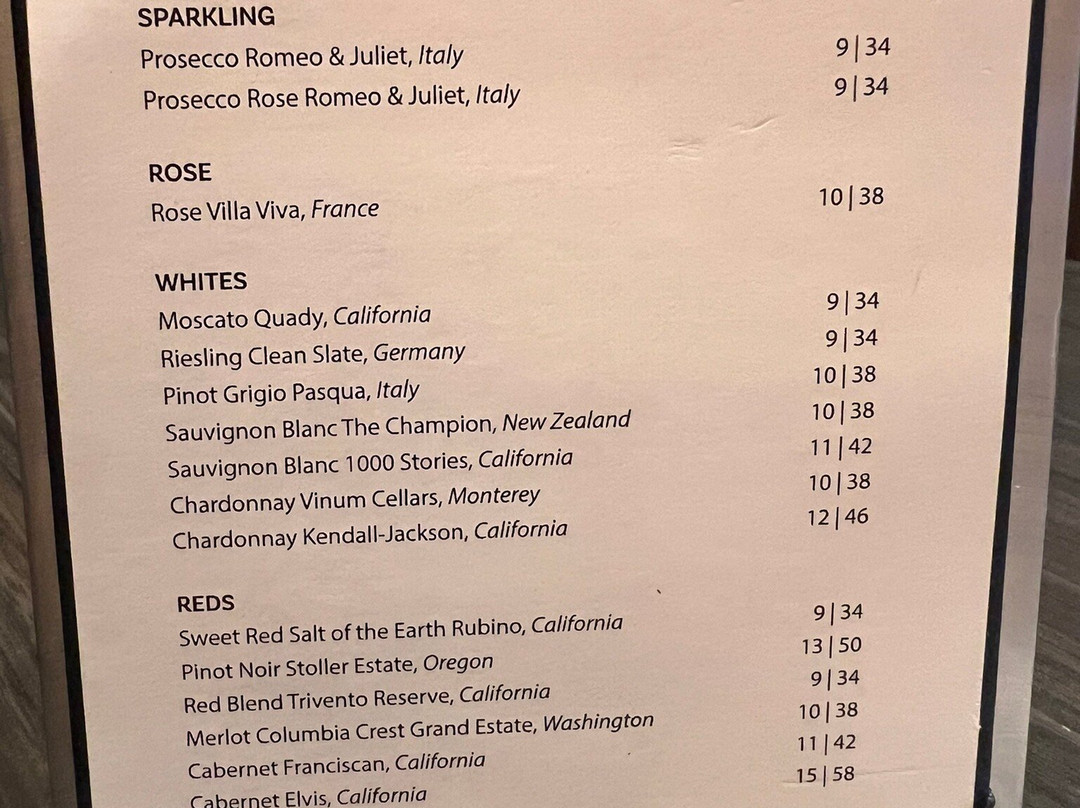 SPARKLING
Prosecco Romeo & Juliet, Italy 9|34
Prosecco Rose Romeo & Juliet, Italy 9|34
ROSE
Rose Villa Viva, France 10|38
WHITES
Moscato Quady, California 9|34
Riesling Clean Slate, Germany 9|34
Pinot Grigio Pasqua, Italy 10|38
Sauvignon Blanc The Champion, New Zealand 10|38
Sauvignon Blanc 1000 Stories, California 11|42
Chardonnay Vinum Cellars, Monterey 10|38
Chardonnay Kendall-Jackson, California 12|46
REDS
Sweet Red Salt of the Earth Rubino, California 9|34
Pinot Noir Stoller Estate, Oregon 13|50
Red Blend Trivento Reserve, California 9|34
Merlot Columbia Crest Grand Estate, Washington 10|38
Cabernet Franciscan, California 11|42
Cabernet Elvis, California 15|58